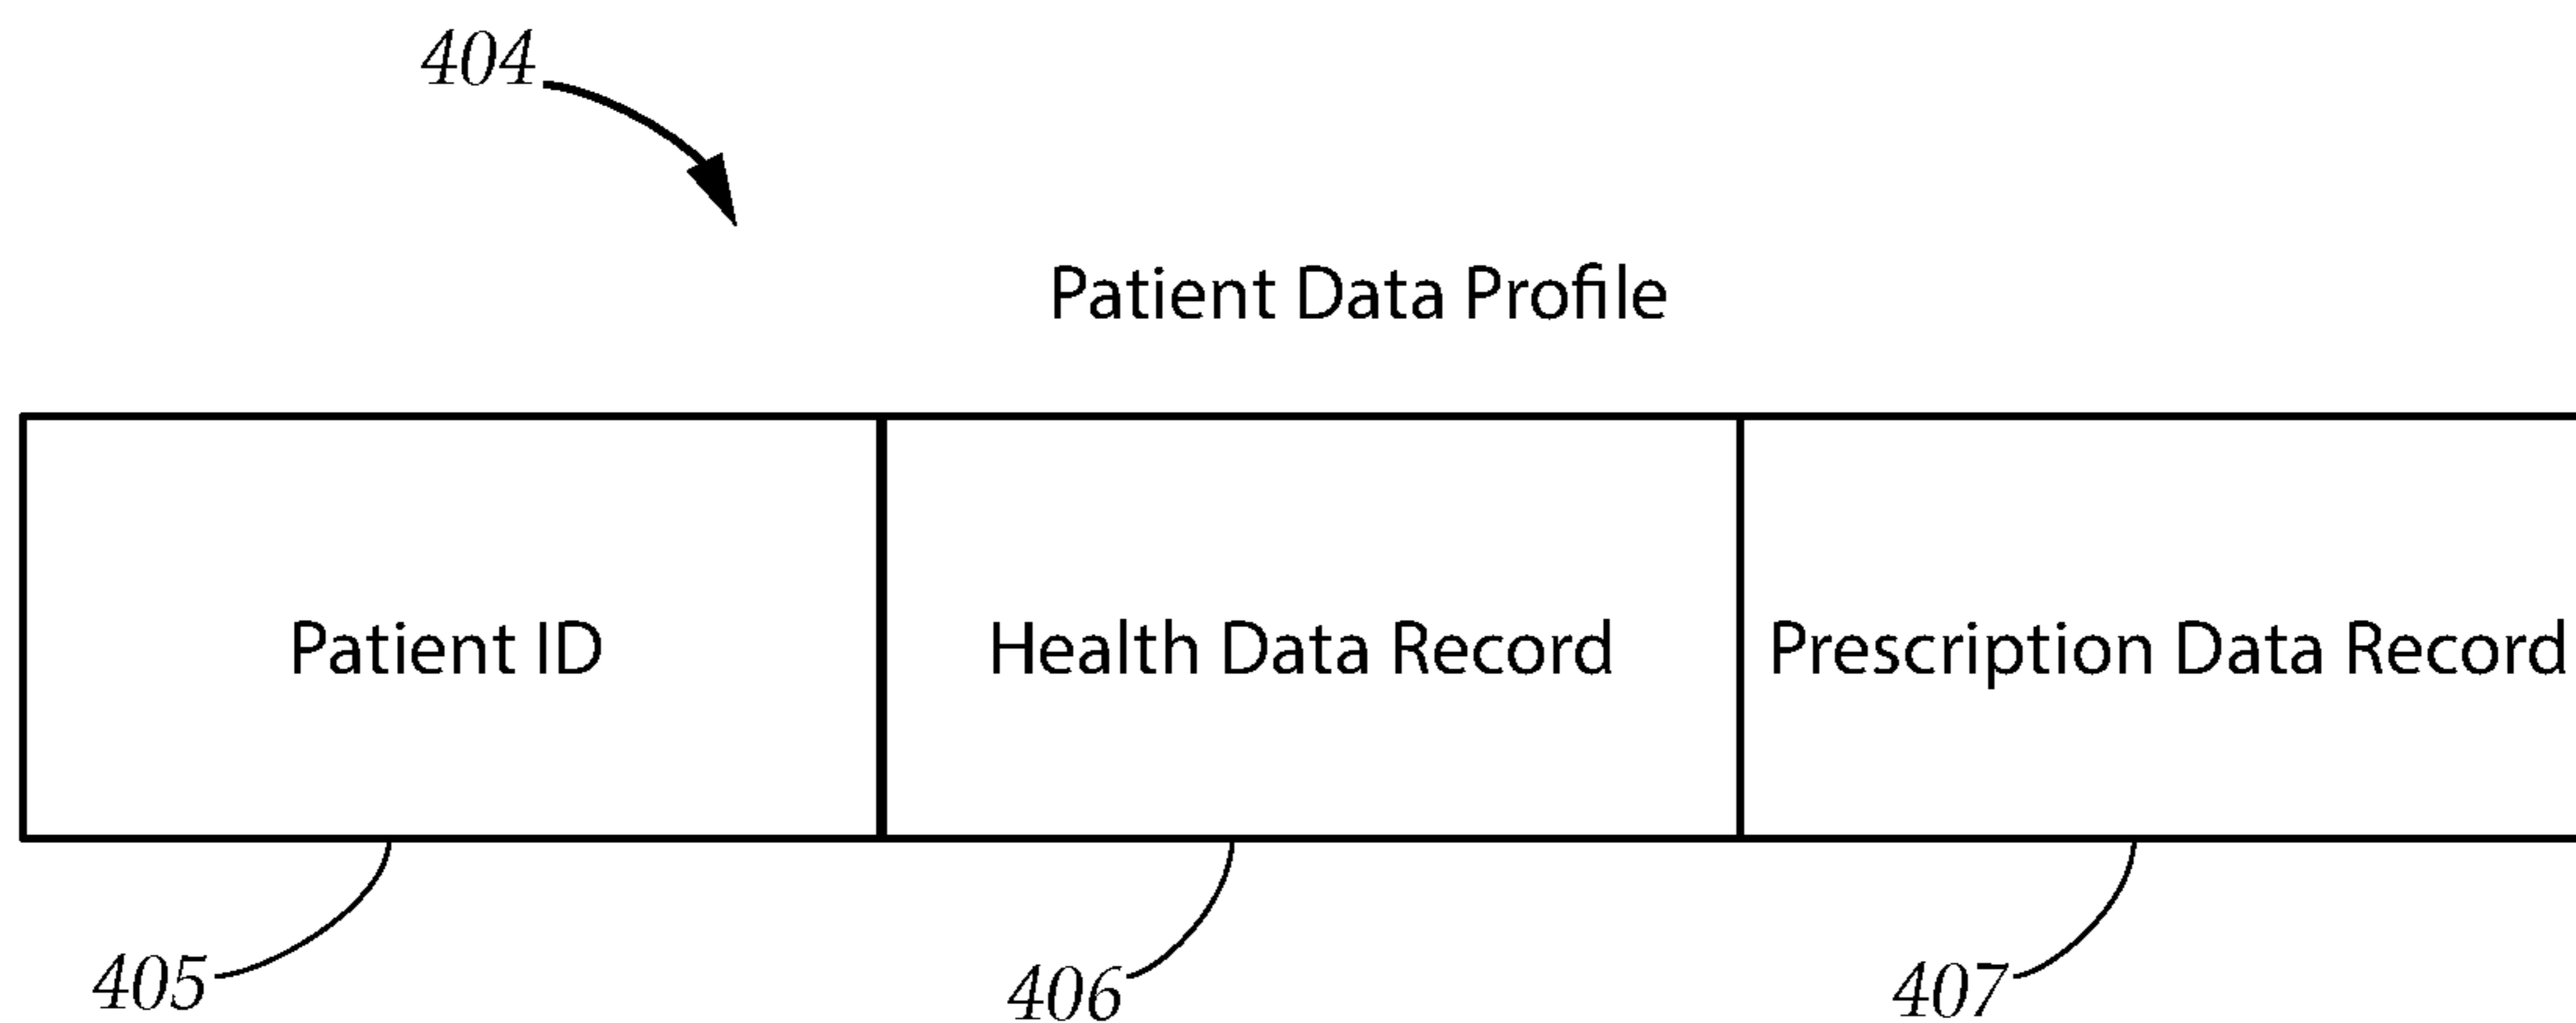 404
Patient Data Profile
Patient ID
Health Data Record
Prescription Data Record
405
406
407